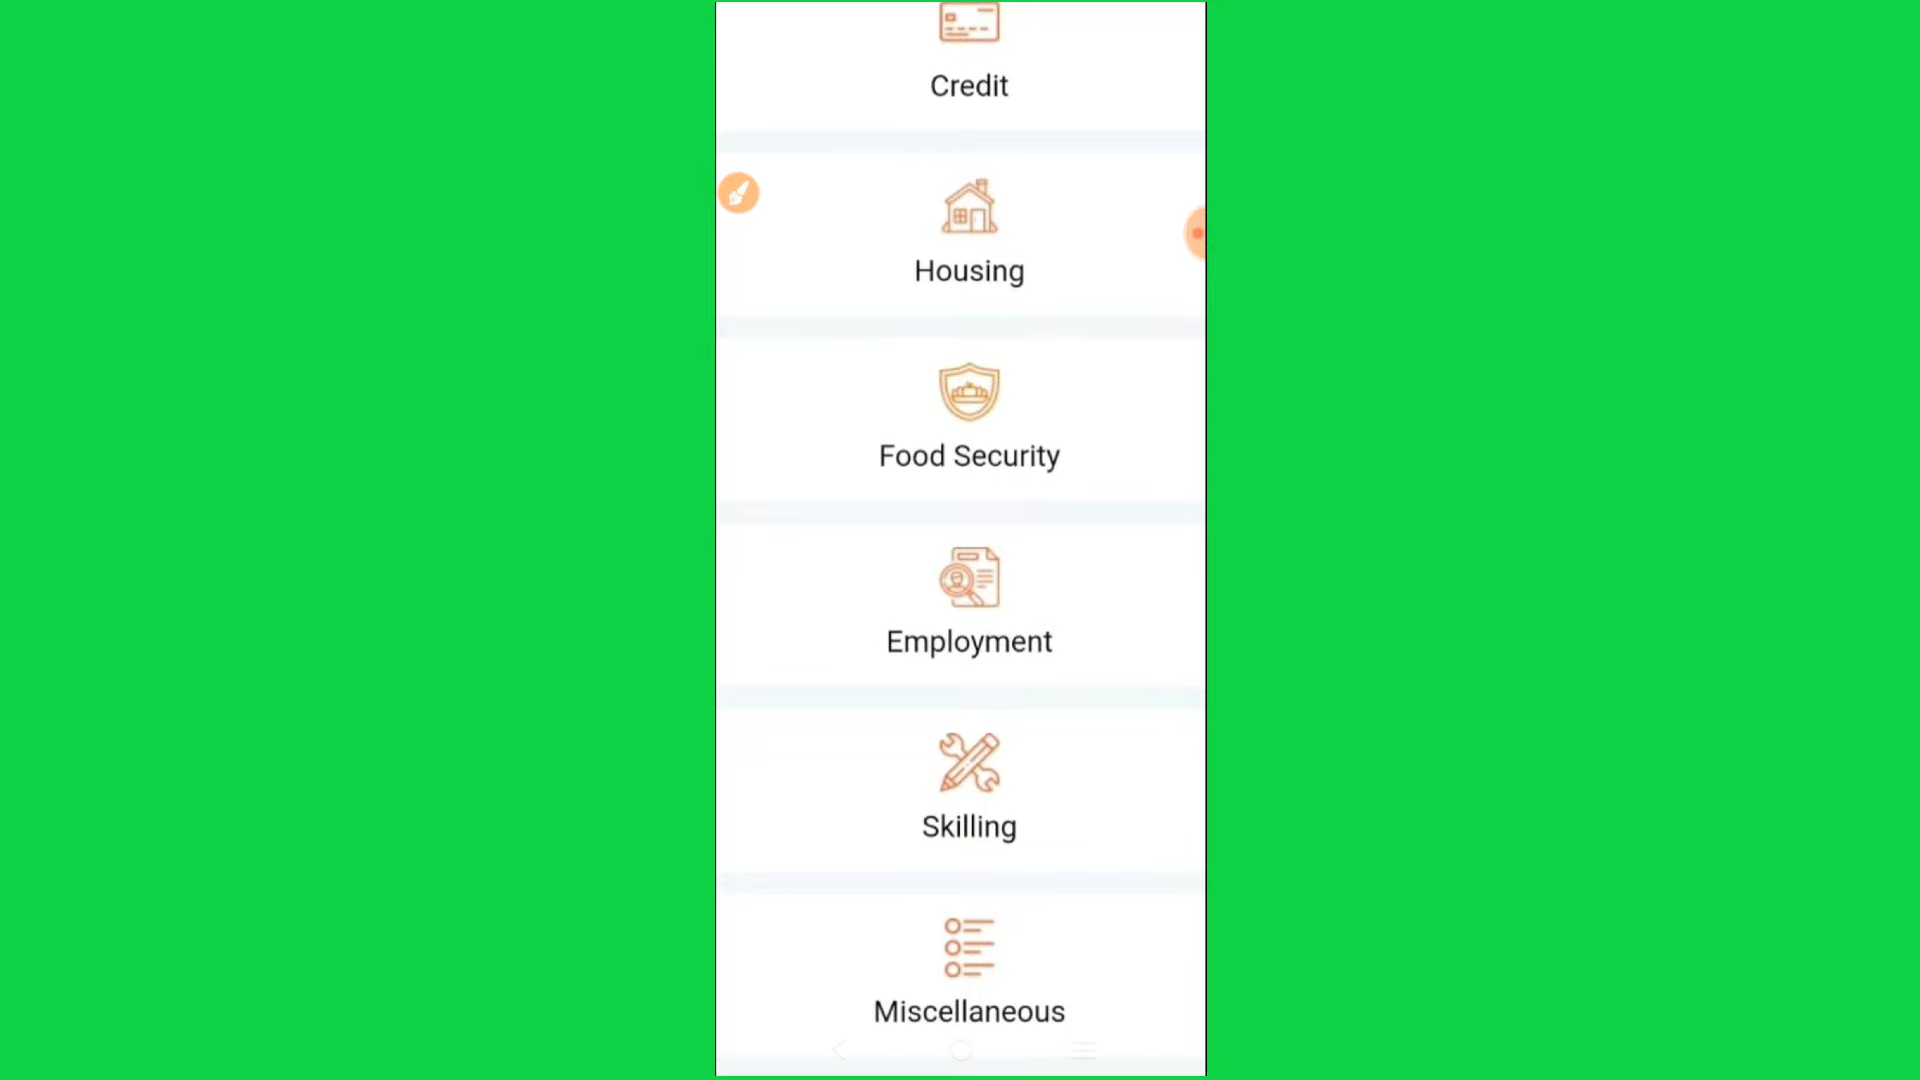 Credit
Housing
Food Security
Employment
Skilling
Miscellaneous